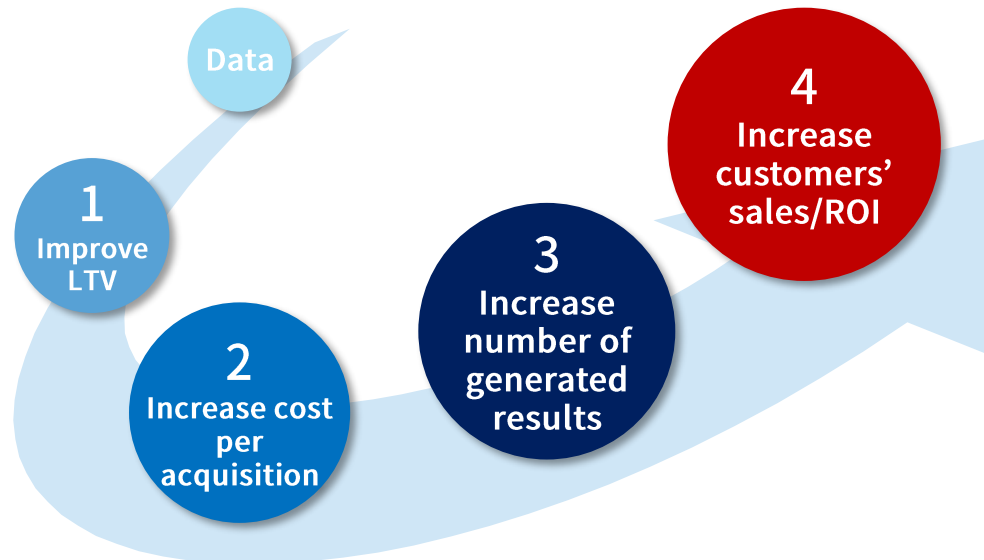 Data
1
Improve
LTV
2
Increase cost
per
acquisition
3
Increase
number of
generated
results
4
Increase
customers’
sales/ROI